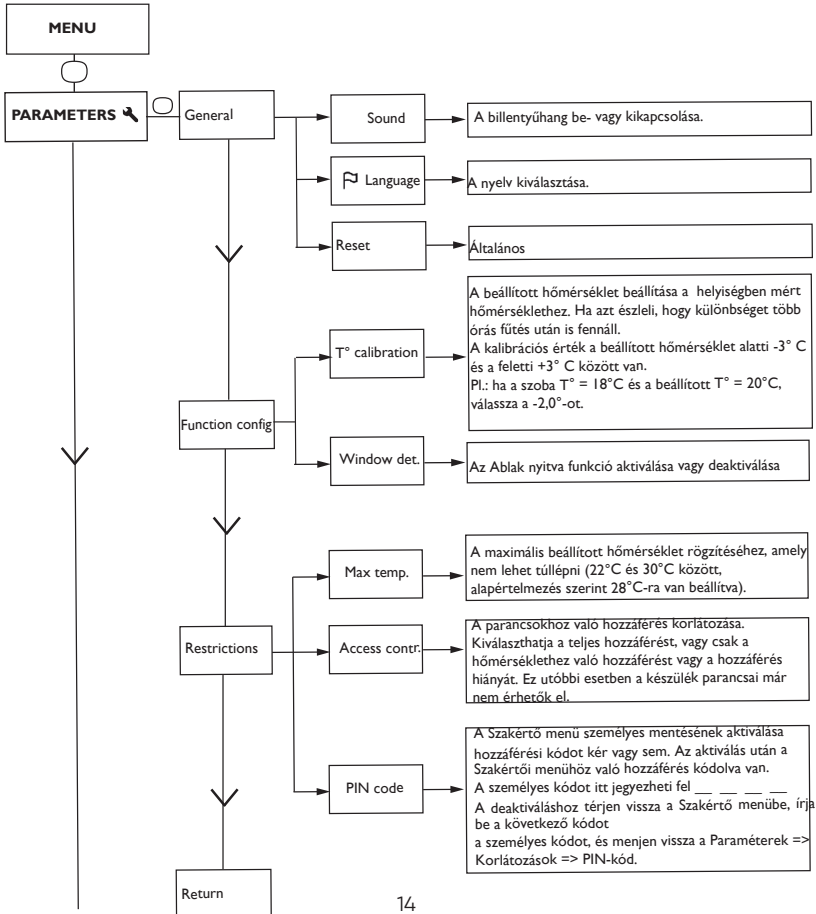 MENU
PARAMETERS
General
Sound
A billentyűhang be- vagy kikapcsolása.
Language
A nyelv kiválasztása.
Reset
Általános
Function config
T° calibration
A beállított hőmérséklet beállítása a helyiségben mért
hőmérséklethez. Ha azt észleli, hogy különbséget több
órás fűtés után is fennáll.
A kalibrációs érték a beállított hőmérséklet alatti -3° C
és a feletti +3° C között van.
Pl.: ha a szoba T° = 18°C és a beállított T° = 20°C,
válassza a -2,0°-ot.
Window det.
Az Ablak nyitva funkció aktiválása vagy deaktiválása
Restrictions
Max temp.
A maximális beállított hőmérséklet rögzítéséhez, amely
nem lehet túllépni (22°C és 30°C között,
alapértelmezés szerint 28°C-ra van beállítva).
Access contr.
A parancsokhoz való hozzáférés korlátozása.
Kiválaszthatja a teljes hozzáférést, vagy csak a
hőmérséklethez való hozzáférést vagy a hozzáférés
hiányát. Ez utóbbi esetben a készülék parancsai már
nem érhetők el.
PIN code
A Szakértő menü személyes mentésének aktiválása
hozzáférési kódot kér vagy sem. Az aktiválás után a
Szakértői menühöz való hozzáférés kódolva van.
A személyes kódot itt jegyezheti fel __ __ __ __
A deaktiváláshoz térjen vissza a Szakértő menübe, írja
be a következő kódot
a személyes kódot, és menjen vissza a Paraméterek =>
Korlátozások => PIN-kód.
Return
14